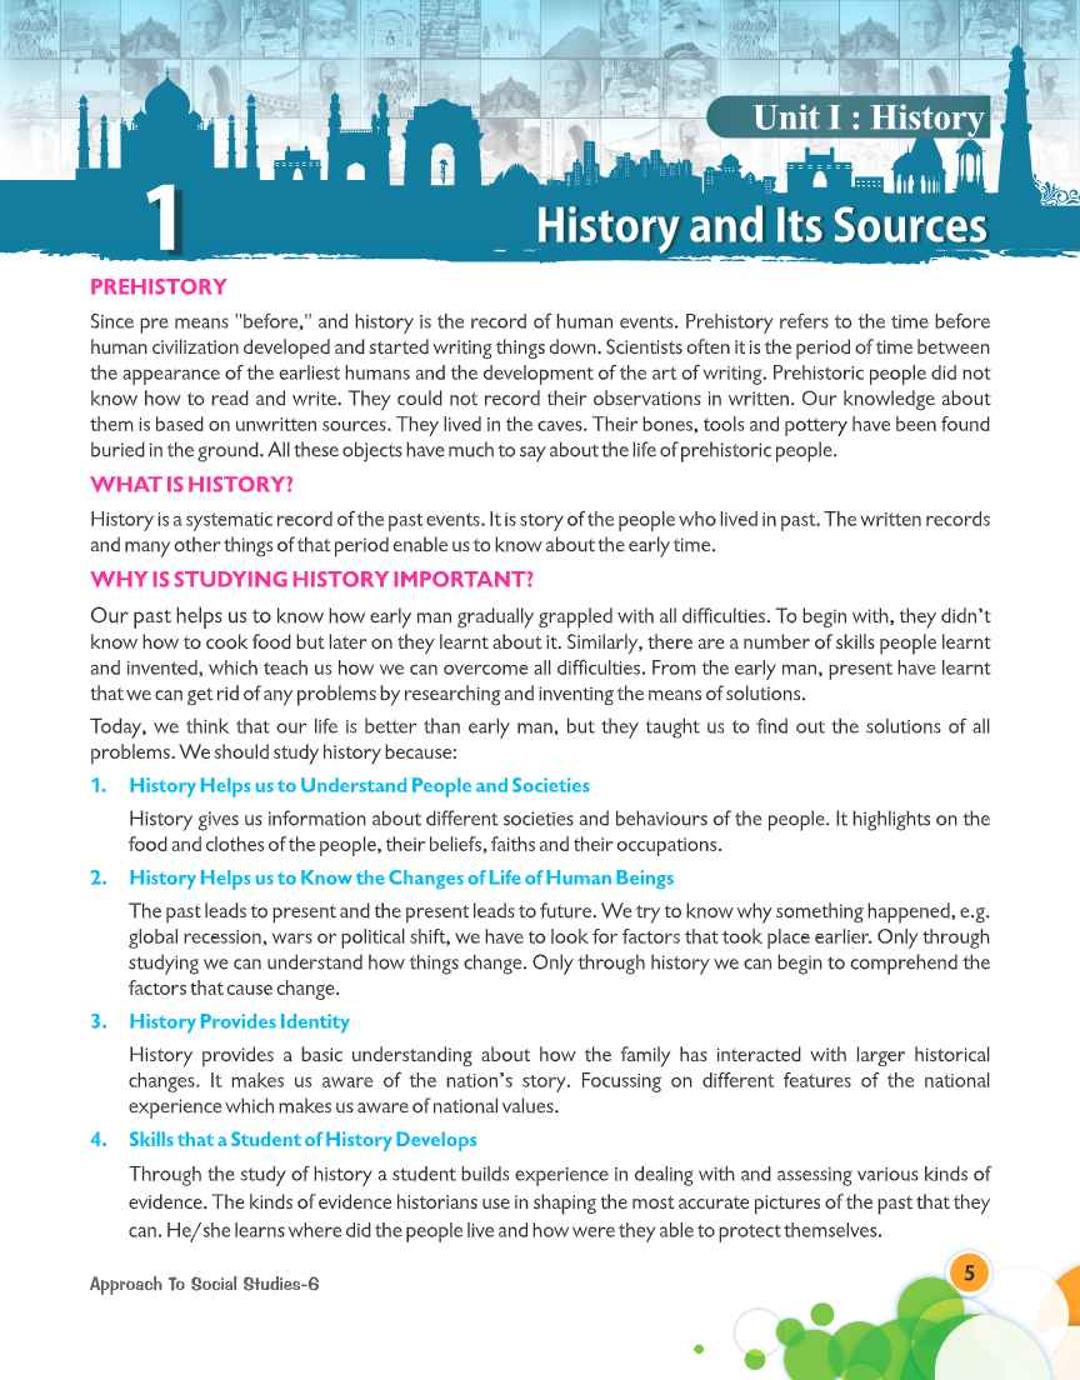 Unit I : History
1
History and Its Sources
PREHISTORY
Since pre means "before," and history is the record of human events. Prehistory refers to the time before
human civilization developed and started writing things down. Scientists often it is the period of time between
the appearance of the earliest humans and the development of the art of writing. Prehistoric people did not
know how to read and write. They could not record their observations in written. Our knowledge about
them is based on unwritten sources. They lived in the caves. Their bones, tools and pottery have been found
buried in the ground. All these objects have much to say about the life of prehistoric people.
WHAT IS HISTORY?
History is a systematic record of the past events. It is story of the people who lived in past. The written records
and many other things of that period enable us to know about the early time.
WHY IS STUDYING HISTORY IMPORTANT?
Our past helps us to know how early man gradually grappled with all difficulties. To begin with, they didn't
know how to cook food but later on they learnt about it. Similarly, there are a number of skills people learnt
and invented, which teach us how we can overcome all difficulties. From the early man, present have learnt
that we can get rid of any problems by researching and inventing the means of solutions.
Today, we think that our life is better than early man, but they taught us to find out the solutions of all
problems. We should study history because:
1. History Helps us to Understand People and Societies
History gives us information about different societies and behaviours of the people. It highlights on the
food and clothes of the people, their beliefs, faiths and their occupations.
2. History Helps us to Know the Changes of Life of Human Beings
The past leads to present and the present leads to future. We try to know why something happened, e.g.
global recession, wars or political shift, we have to look for factors that took place earlier. Only through
studying we can understand how things change. Only through history we can begin to comprehend the
factors that cause change.
3. History Provides Identity
History provides a basic understanding about how the family has interacted with larger historical
changes. It makes us aware of the nation's story. Focussing on different features of the national
experience which makes us aware of national values.
4. Skills that a Student of History Develops
Through the study of history a student builds experience in dealing with and assessing various kinds of
evidence. The kinds of evidence historians use in shaping the most accurate pictures of the past that they
can. He/she learns where did the people live and how were they able to protect themselves.
Approach To Social Studies-6
5